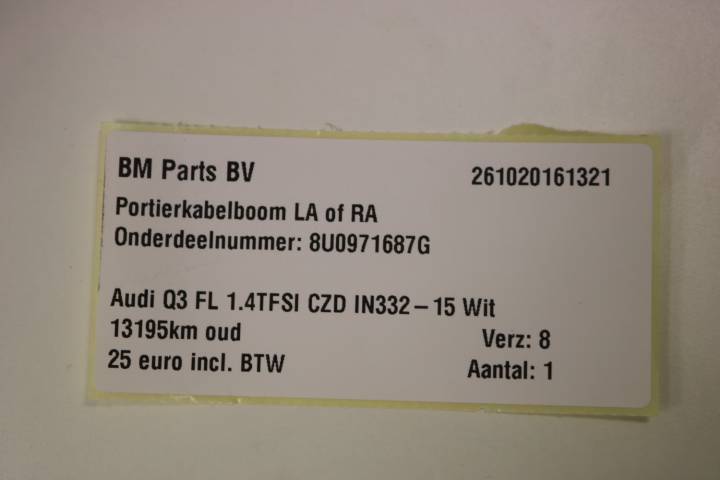 BM Parts BV 261020161321
Portierkabelboom LA of RA
Onderdeelnummer: 8U0971687G
Audi Q3 FL 1.4TFSI CZD IN332 – 15 Wit
13195km oud Verz: 8
25 euro incl. BTW Aantal: 1